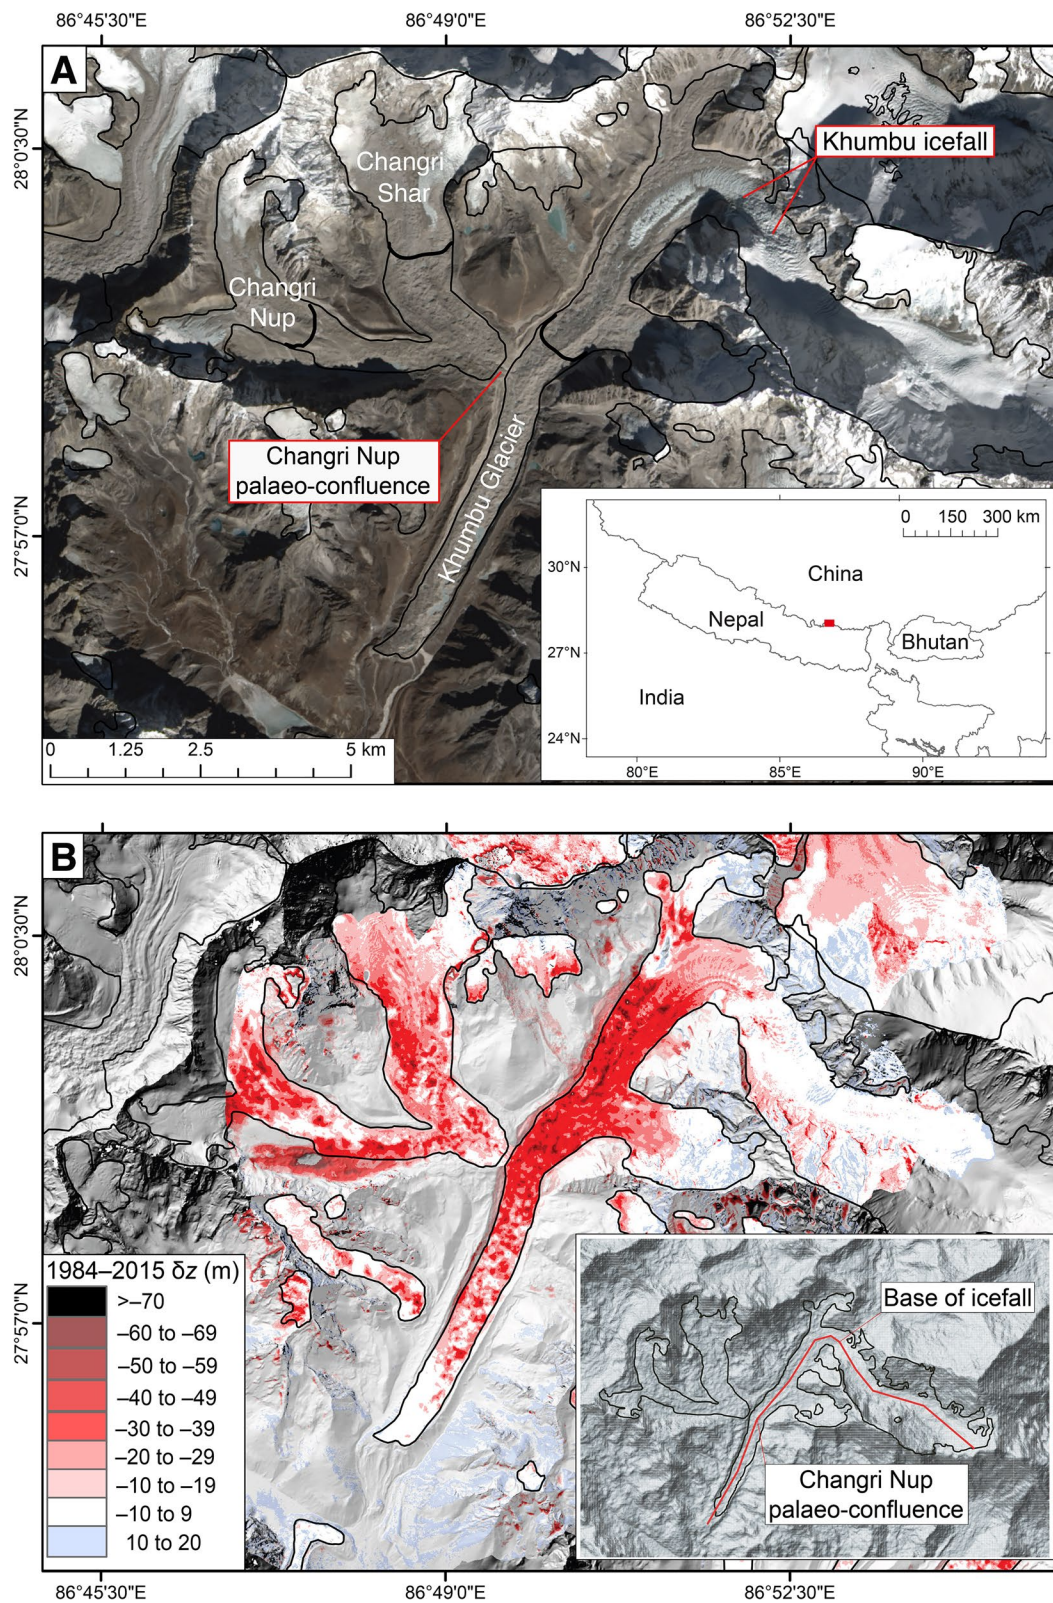 86°45'30"E 86°49'0"E 86°52'30"E
A
28°0'30"N
Khumbu icefall
Changri
Shar
Changri
Nup
Changri Nup
palaeo-confluence
Khumbu Glacier
27°57'0"N
0 150 300 km
30°N
China
Nepal
Bhutan
27°N
India
24°N
80°E 85°E 90°E
0 1.25 2.5 5 km
B
28°0'30"N
27°57'0"N
1984–2015 δz (m)
>–70
–60 to –69
–50 to –59
–40 to –49
–30 to –39
–20 to –29
–10 to –19
–10 to 9
10 to 20
Base of icefall
Changri Nup
palaeo-confluence
86°45'30"E 86°49'0"E 86°52'30"E